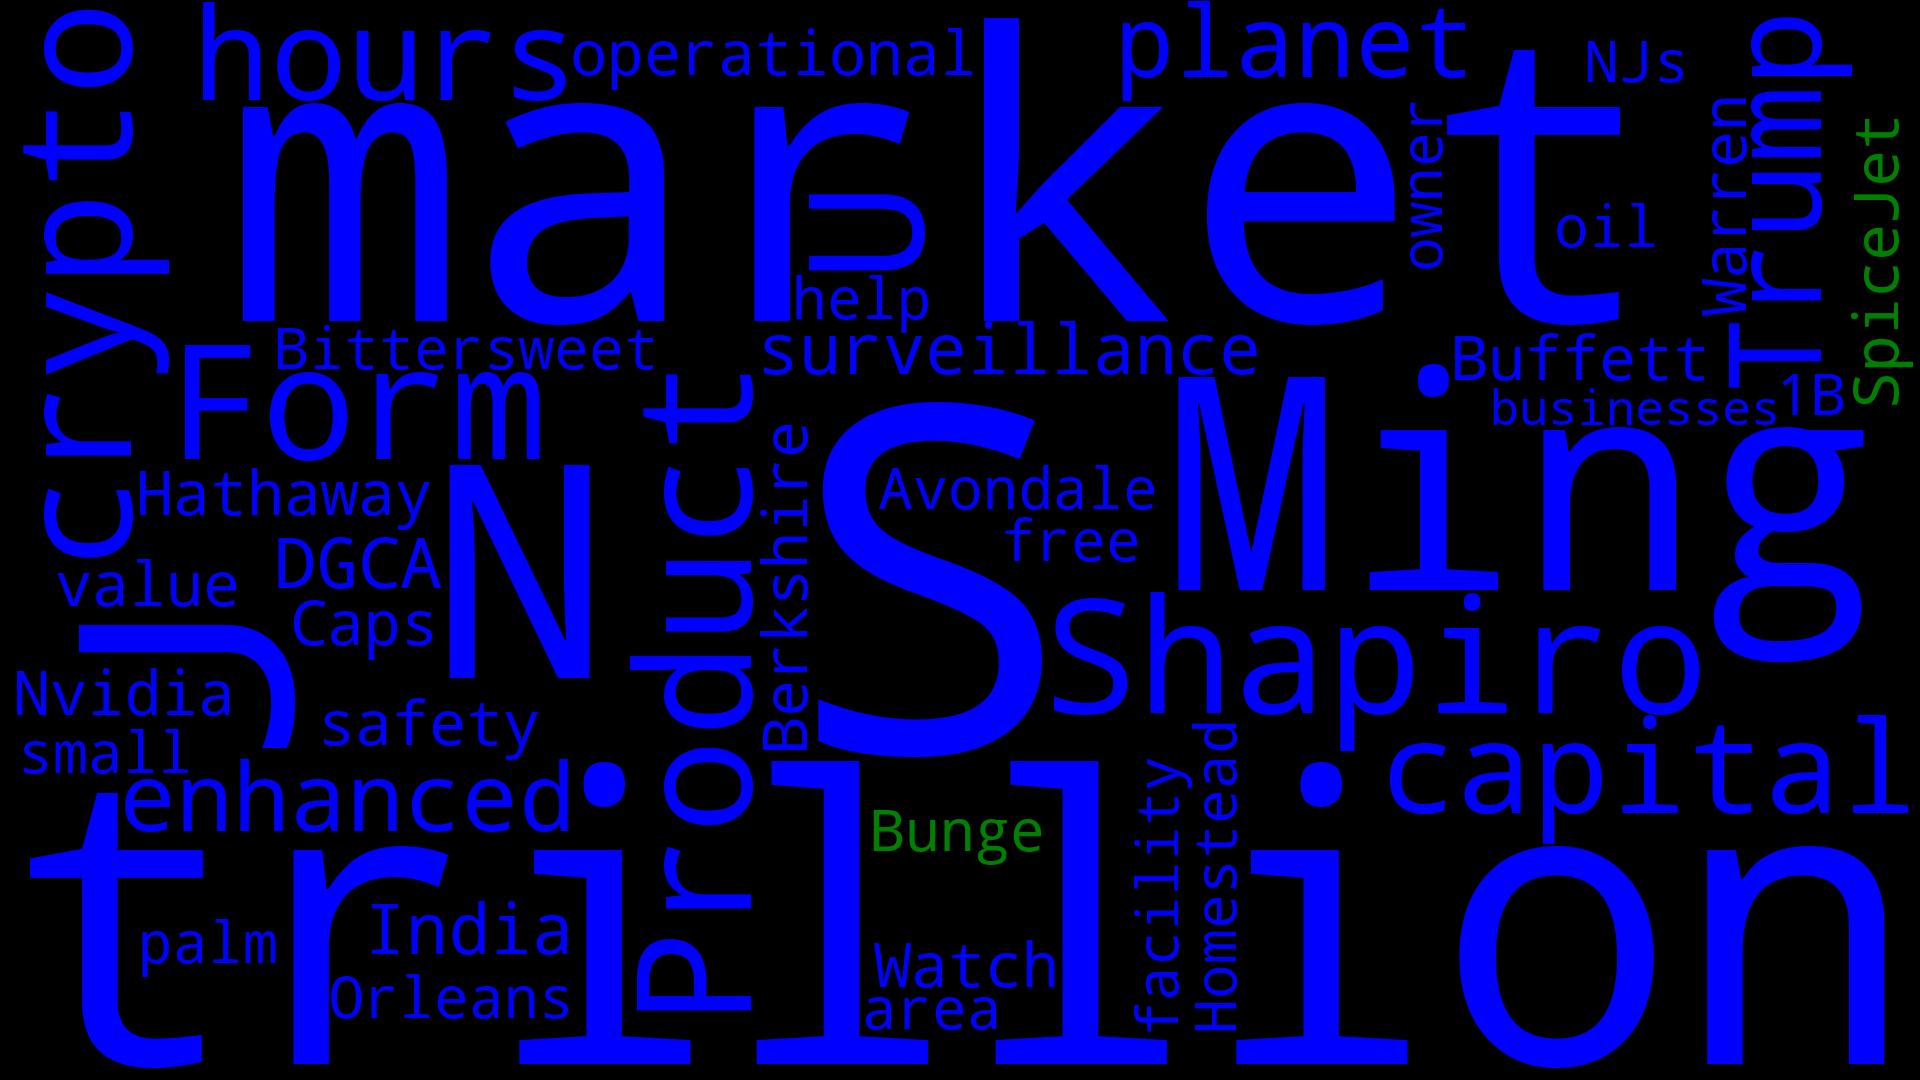 crypto
hours
operational
planet
NJs
market
owner
oil
Warren
Trump
SpiceJet
U
help
Bittersweet
surveillance
Buffett
businesses
1B
Form
Ming
Hathaway
N
Product
Berkshire
S
Avondale
free
DGCA
value
Caps
J
Shapiro
Nvidia
safety
small
enhanced
capital
trillion
Bunge
facility
Homestead
palm
India
Orleans
Watch
area